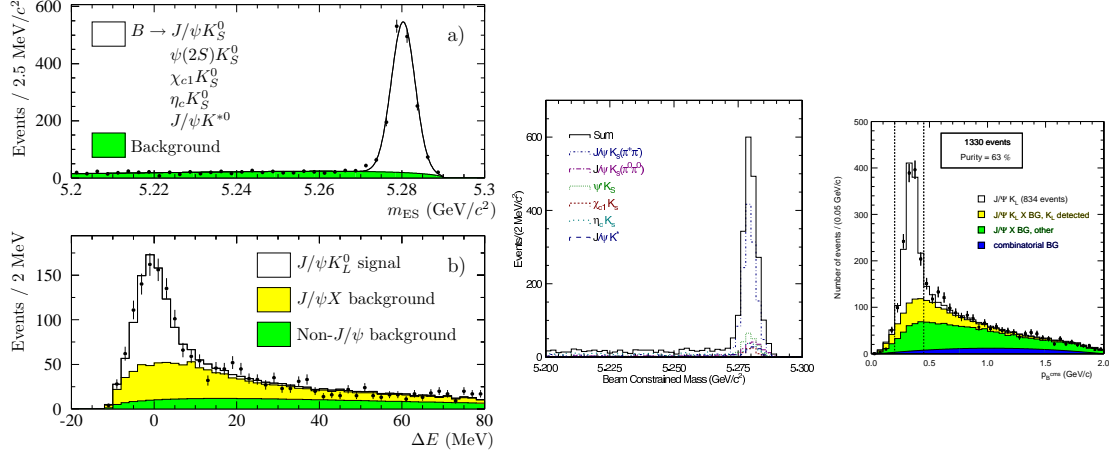 Events / 2.5 MeV/c²
600
400
200
0
B → J/ψK⁰_S
ψ(2S)K⁰_S
χ_c1K⁰_S
η_cK⁰_S
J/ψK*⁰
Background
a)
5.2 5.22 5.24 5.26 5.28 5.3
m_ES (GeV/c²)
Events / 2 MeV
150
100
50
0
J/ψK⁰_L signal
J/ψX background
Non-J/ψ background
b)
-20 0 20 40 60 80
ΔE (MeV)
Events/(2 MeV/c²)
600
400
200
0
Sum
J/ψ K_S(π⁺π⁻)
J/ψ K_S(π⁰π⁰)
ψ' K_S
χ_c1 K_S
η_c K_S
J/ψ K*
5.200 5.225 5.250 5.275 5.300
Beam Constrained Mass (GeV/c²)
Number of events / (0.05 GeV/c)
500
400
300
200
100
0
1330 events
Purity = 63 %
J/Ψ K_L (834 events)
J/Ψ K_L X BG, K_L detected
J/Ψ X BG, other
combinatorial BG
0.0 0.5 1.0 1.5 2.0
p_B^cms (GeV/c)